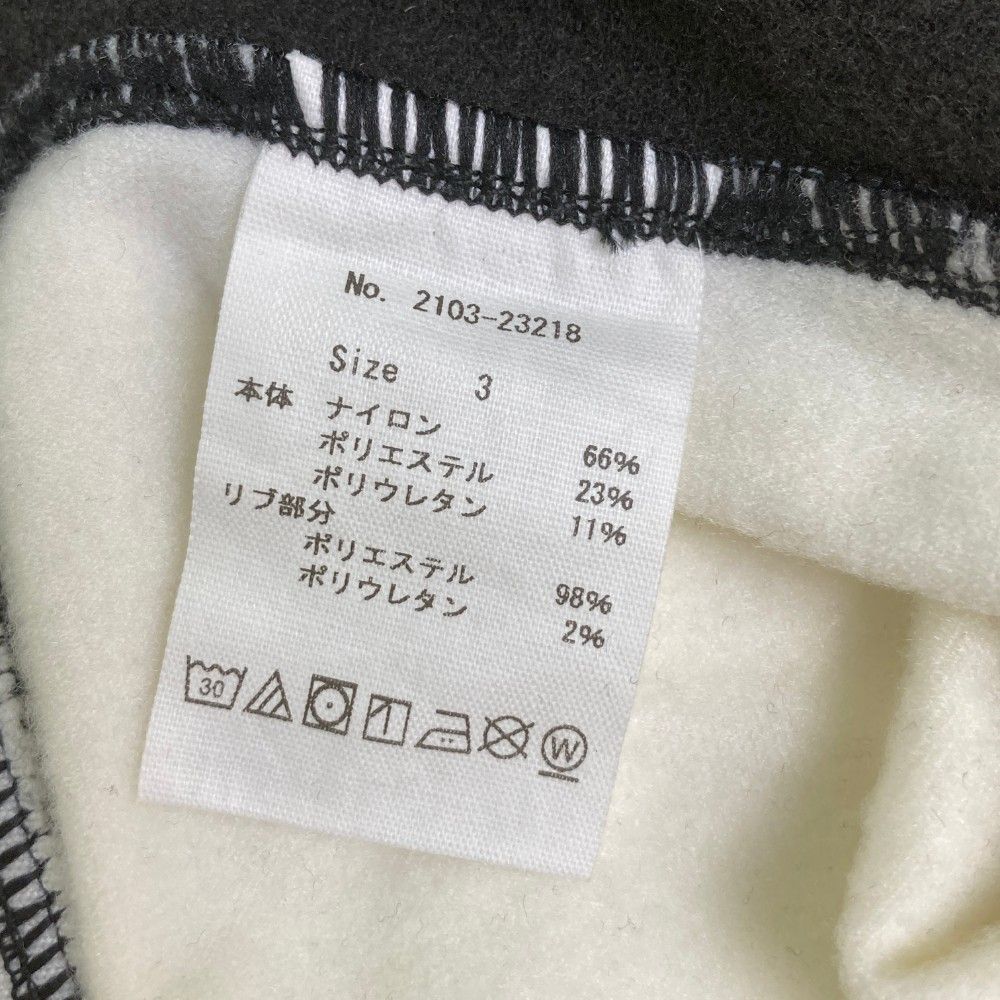 No. 2103-23218
Size 3
本体 ナイロン 66%
ポリエステル 23%
ポリウレタン 11%
リブ部分
ポリエステル 98%
ポリウレタン 2%
30 W